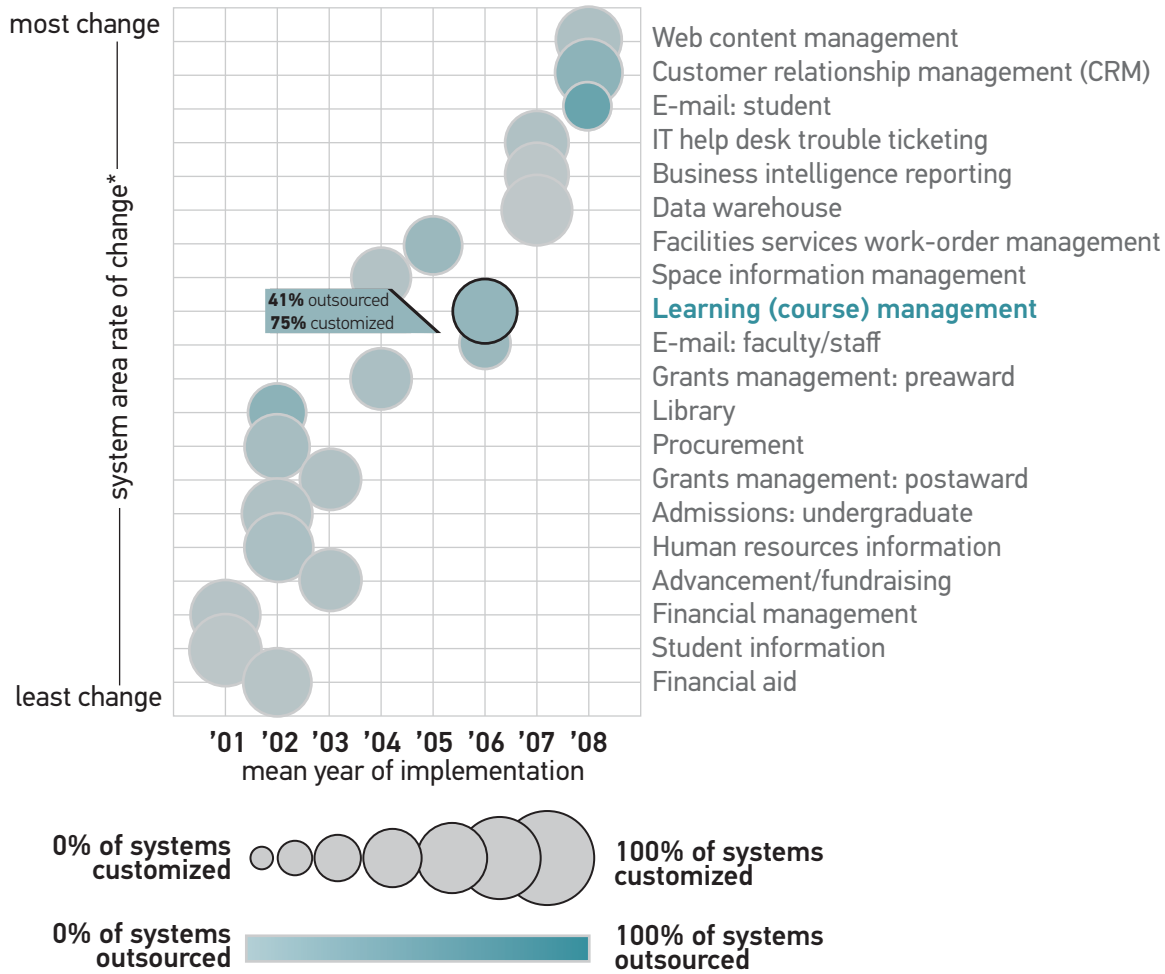 most change
system area rate of change*
least change
Web content management
Customer relationship management (CRM)
E-mail: student
IT help desk trouble ticketing
Business intelligence reporting
Data warehouse
Facilities services work-order management
Space information management
Learning (course) management
E-mail: faculty/staff
Grants management: preaward
Library
Procurement
Grants management: postaward
Admissions: undergraduate
Human resources information
Advancement/fundraising
Financial management
Student information
Financial aid
41% outsourced
75% customized
’01 ’02 ’03 ’04 ’05 ’06 ’07 ’08
mean year of implementation
0% of systems
customized
100% of systems
customized
0% of systems
outsourced
100% of systems
outsourced